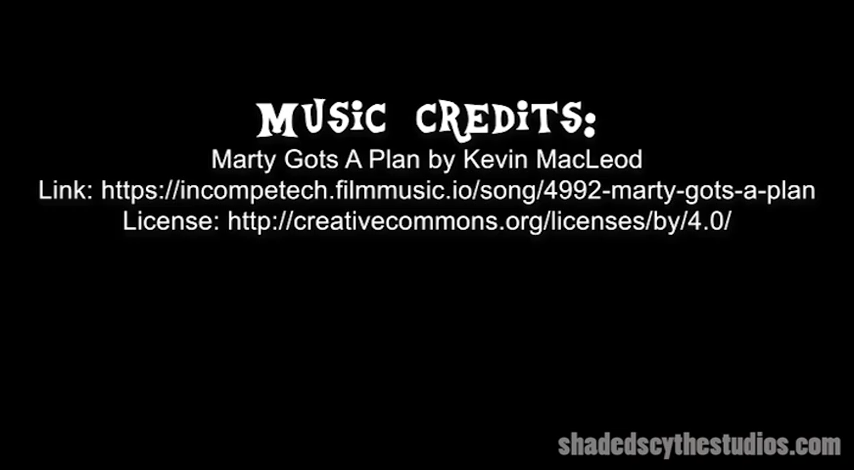 Music credits:
Marty Gots A Plan by Kevin MacLeod
Link: https://incompetech.filmmusic.io/song/4992-marty-gots-a-plan
License: http://creativecommons.org/licenses/by/4.0/
shadedscythestudios.com